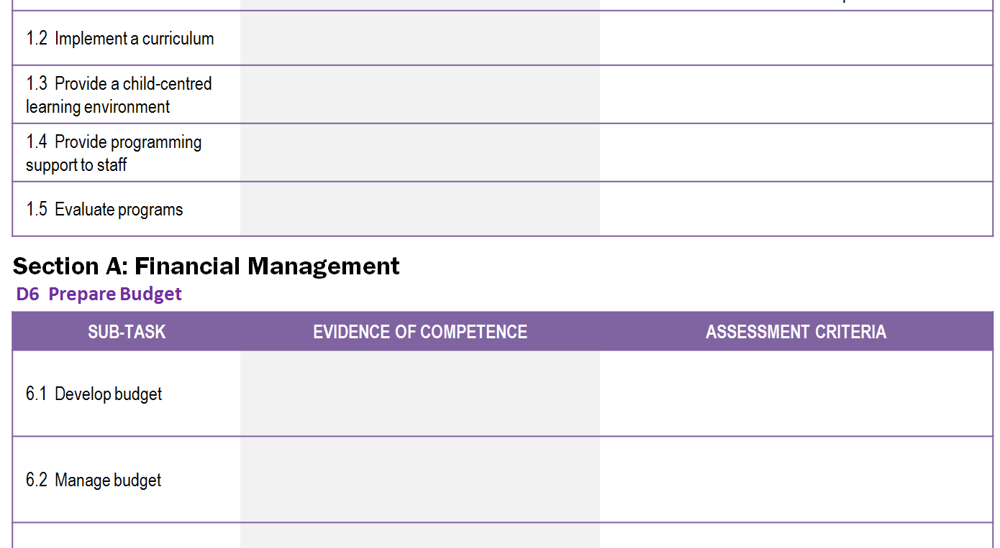 1.2 Implement a curriculum
1.3 Provide a child-centred
learning environment
1.4 Provide programming
support to staff
1.5 Evaluate programs
Section A: Financial Management
D6 Prepare Budget
SUB-TASK EVIDENCE OF COMPETENCE ASSESSMENT CRITERIA
6.1 Develop budget
6.2 Manage budget